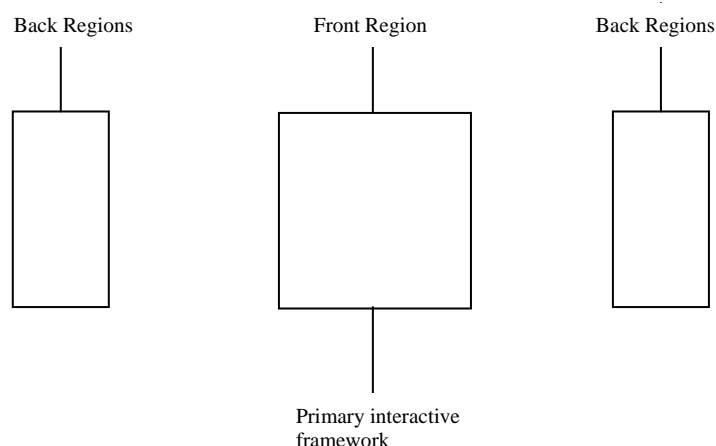 Back Regions
Front Region
Back Regions
Primary interactive
framework